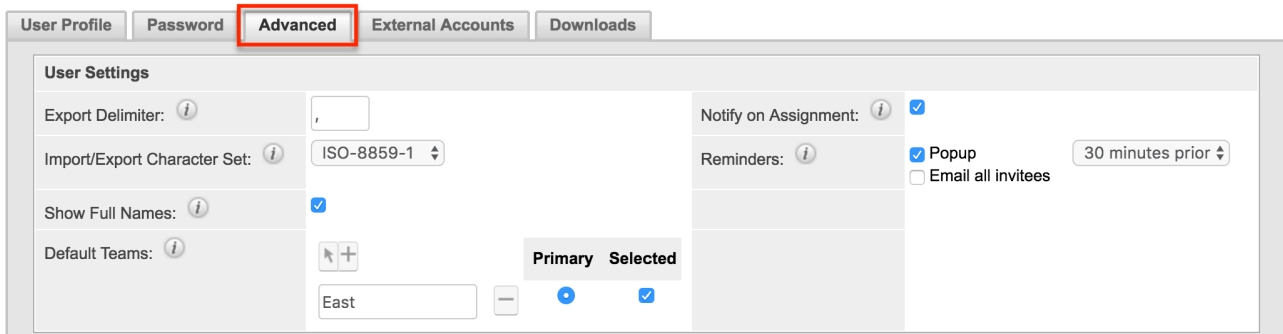 User Profile Password Advanced External Accounts Downloads
User Settings
Export Delimiter: i , Notify on Assignment: i
Import/Export Character Set: i ISO-8859-1 Reminders: i Popup 30 minutes prior
Email all invitees
Show Full Names: i
Default Teams: i Primary Selected
East